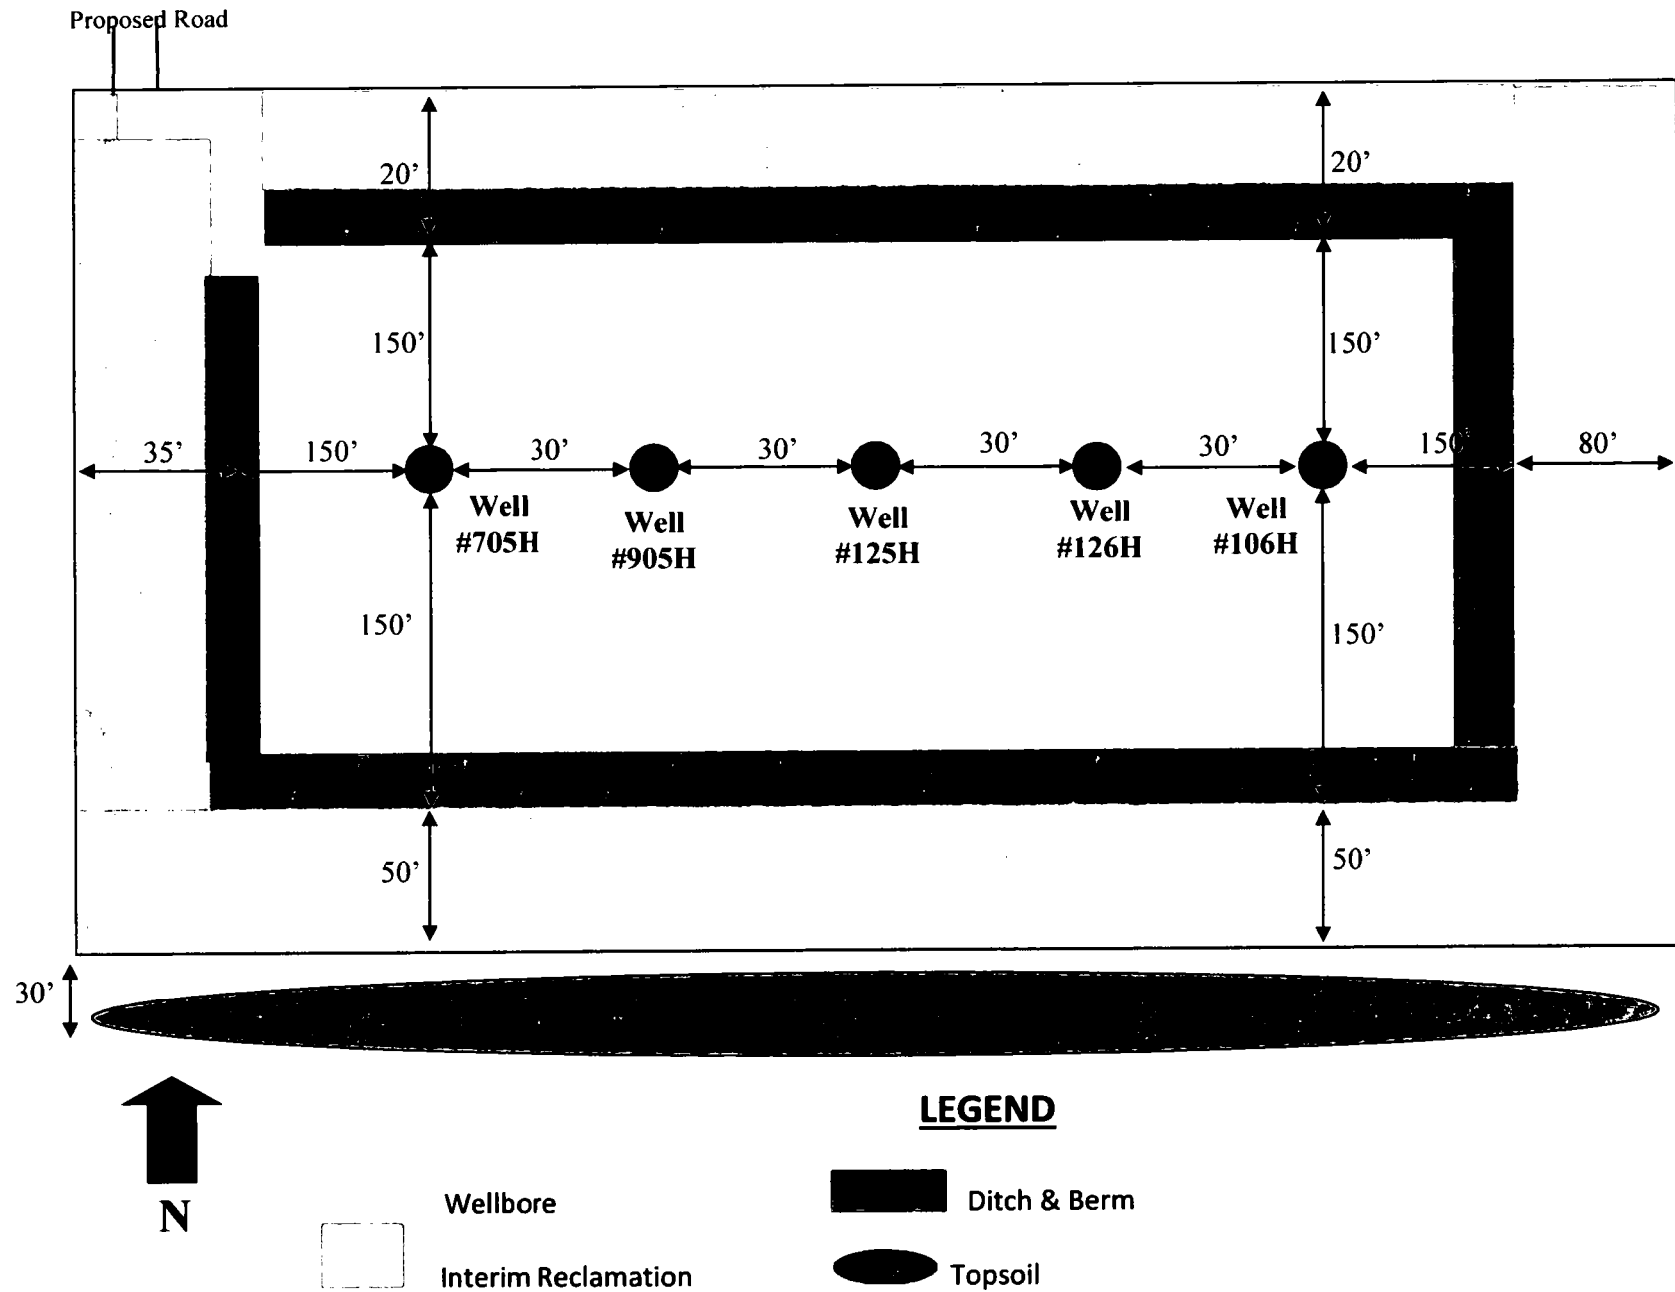 Proposed Road
20’
20’
150’
150’
35’
150’
30’
30’
30’
30’
150’
80’
Well
#705H
Well
#905H
Well
#125H
Well
#126H
Well
#106H
150’
150’
50’
50’
30’
LEGEND
N
Wellbore
Ditch & Berm
Interim Reclamation
Topsoil